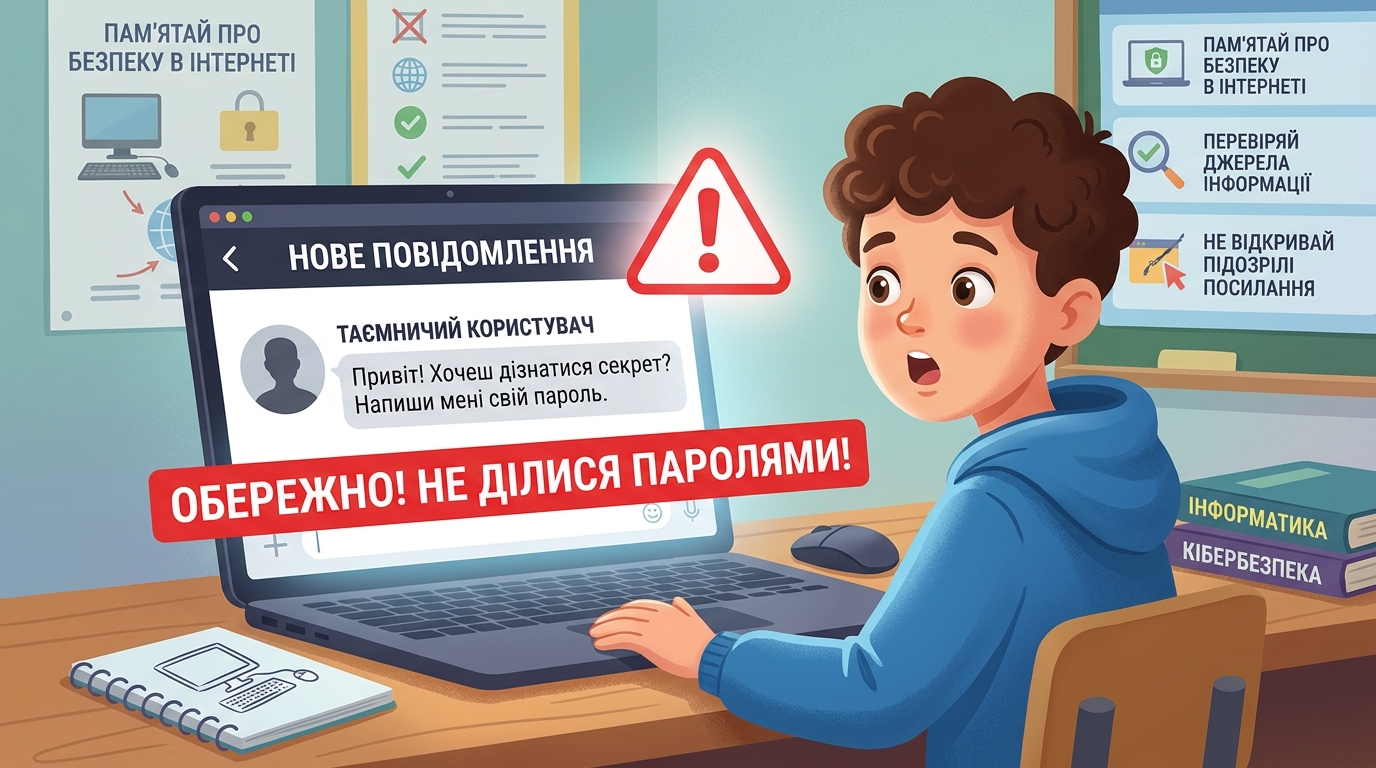 ПАМ'ЯТАЙ ПРО
БЕЗПЕКУ В ІНТЕРНЕТІ
НОВЕ ПОВІДОМЛЕННЯ
ТАЄМНИЧИЙ КОРИСТУВАЧ
Привіт! Хочеш дізнатися секрет?
Напиши мені свій пароль.
ОБЕРЕЖНО! НЕ ДІЛИСЯ ПАРОЛЯМИ!
ПАМ'ЯТАЙ ПРО
БЕЗПЕКУ
В ІНТЕРНЕТІ
ПЕРЕВІРЯЙ
ДЖЕРЕЛА
ІНФОРМАЦІЇ
НЕ ВІДКРИВАЙ
ПІДОЗРІЛІ
ПОСИЛАННЯ
ІНФОРМАТИКА
КІБЕРБЕЗПЕКА